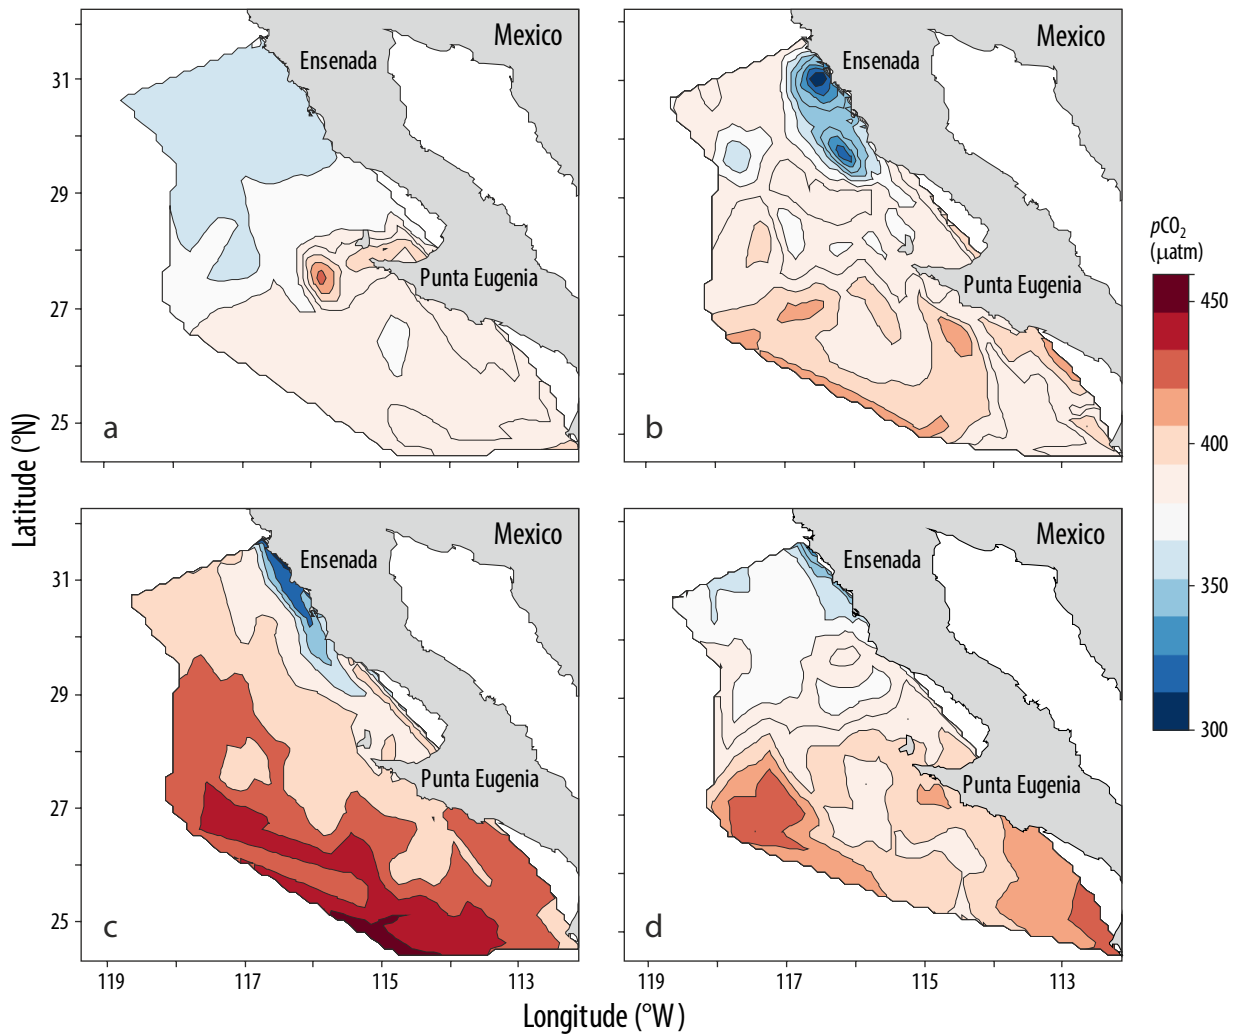 Mexico
Ensenada
Punta Eugenia
31
29
27
25
a
Mexico
Ensenada
Punta Eugenia
b
pCO₂
(µatm)
450
400
350
300
Mexico
Ensenada
Punta Eugenia
31
29
27
25
c
119
117
115
113
Mexico
Ensenada
Punta Eugenia
d
119
117
115
113
Latitude (°N)
Longitude (°W)